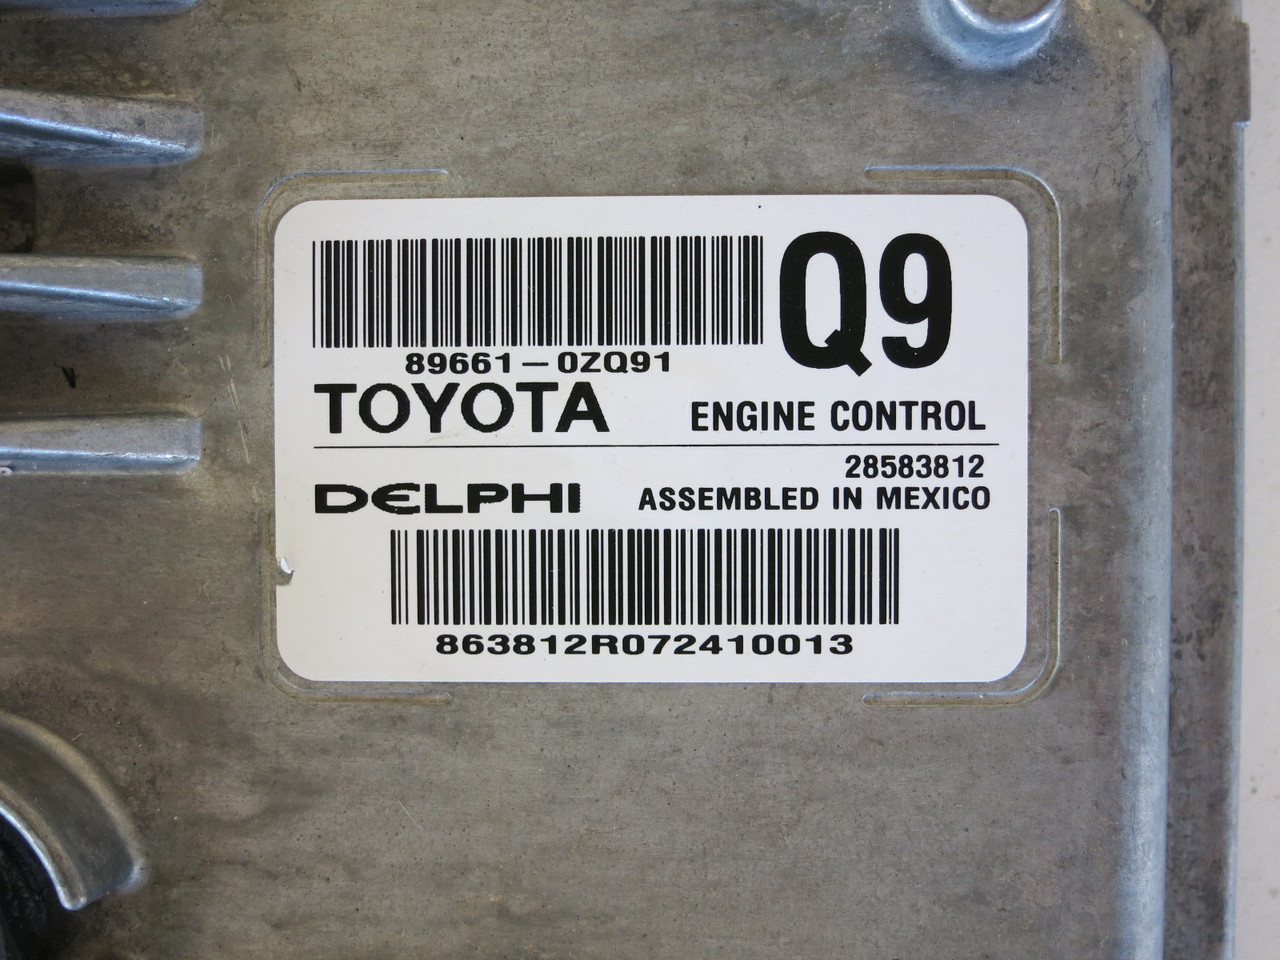 Q9
89661-0ZQ91
TOYOTA ENGINE CONTROL
28583812
DELPHI ASSEMBLED IN MEXICO
863812R072410013